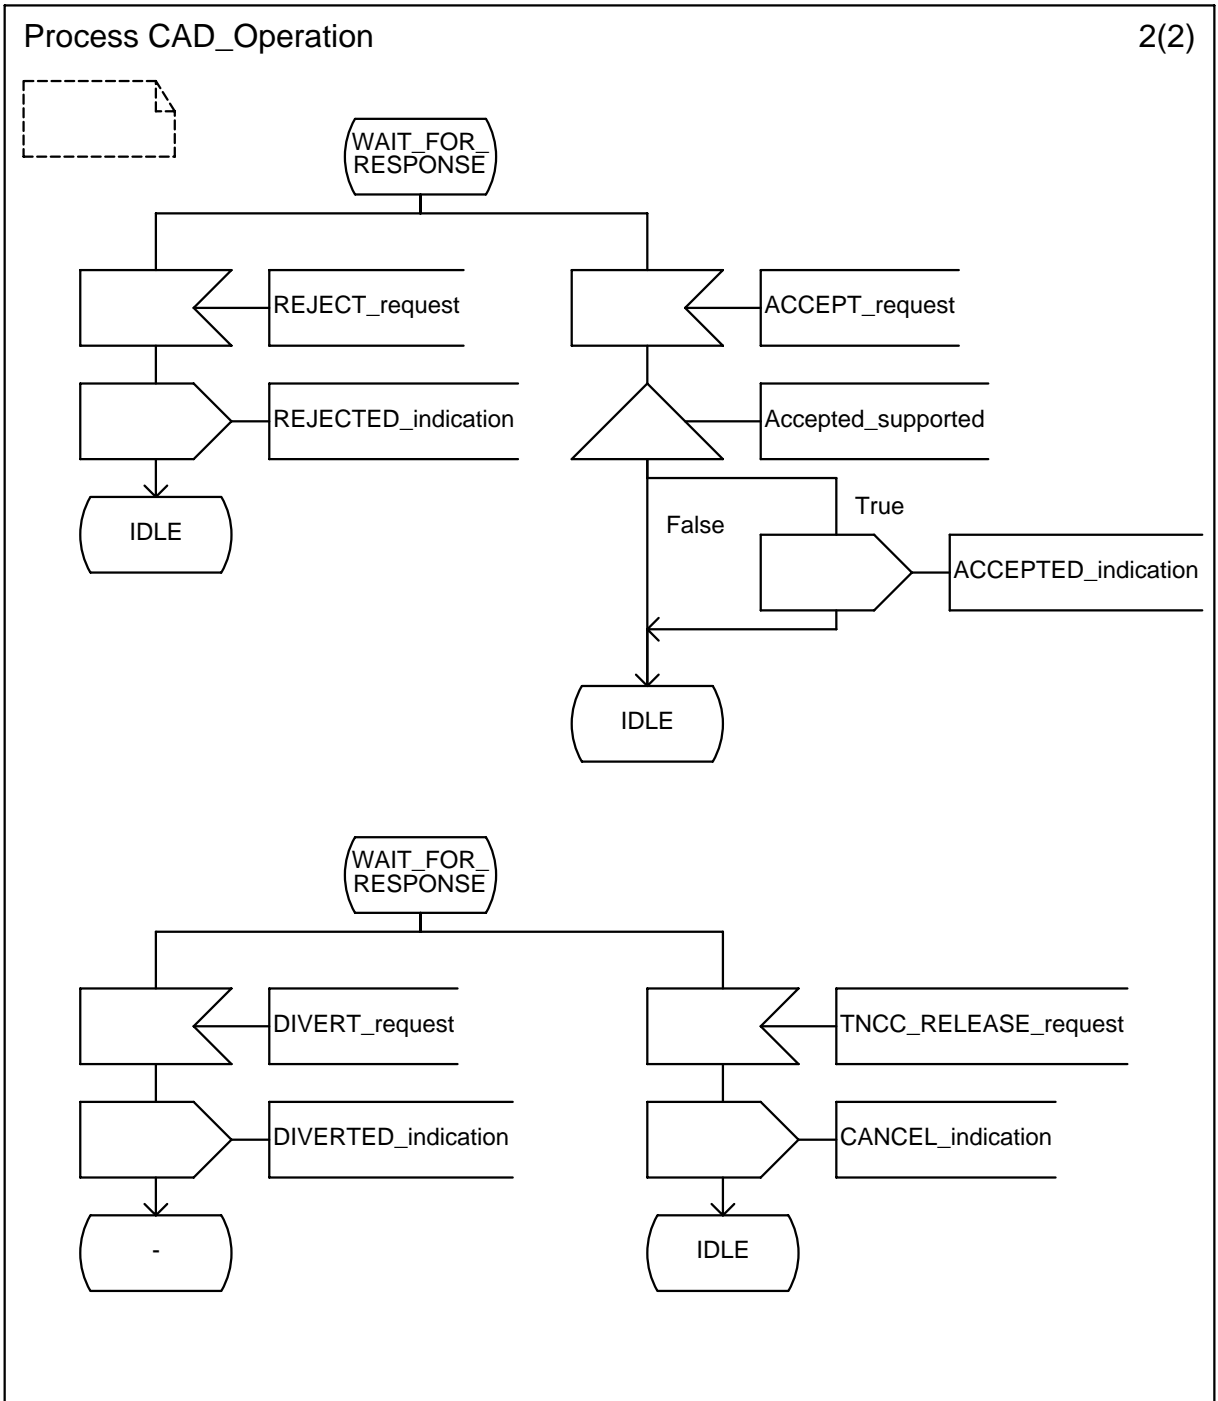 Process CAD_Operation 2(2)
WAIT_FOR_
RESPONSE
REJECT_request ACCEPT_request
REJECTED_indication Accepted_supported
True
False
IDLE
ACCEPTED_indication
IDLE
WAIT_FOR_
RESPONSE
DIVERT_request TNCC_RELEASE_request
DIVERTED_indication CANCEL_indication
- IDLE